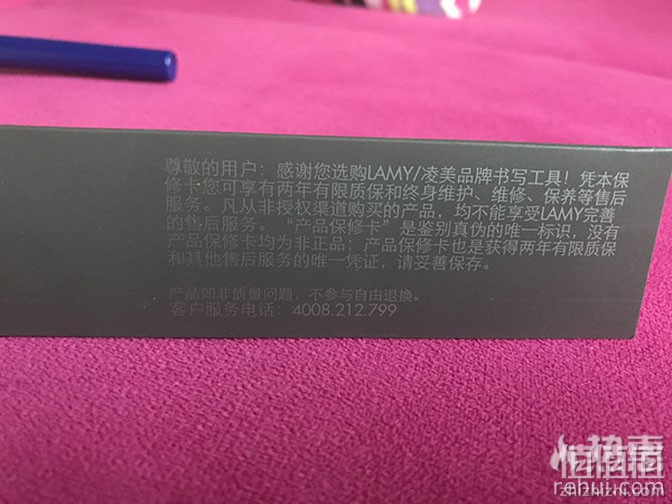 尊敬的用户：感谢您选购LAMY/凌美品牌书写工具！凭本保
修卡您可享有两年有限质保和终身维护、维修、保养等售后
服务。凡从非授权渠道购买的产品，均不能享受LAMY完善
的售后服务。“产品保修卡”是鉴别真伪的唯一标识，没有
产品保修卡均为非正品；产品保修卡也是获得两年有限质保
和其他售后服务的唯一凭证，请妥善保存。
产品如非质量问题，不参与自由退换。
客户服务电话：4008.212.799
值值值
rehui.com